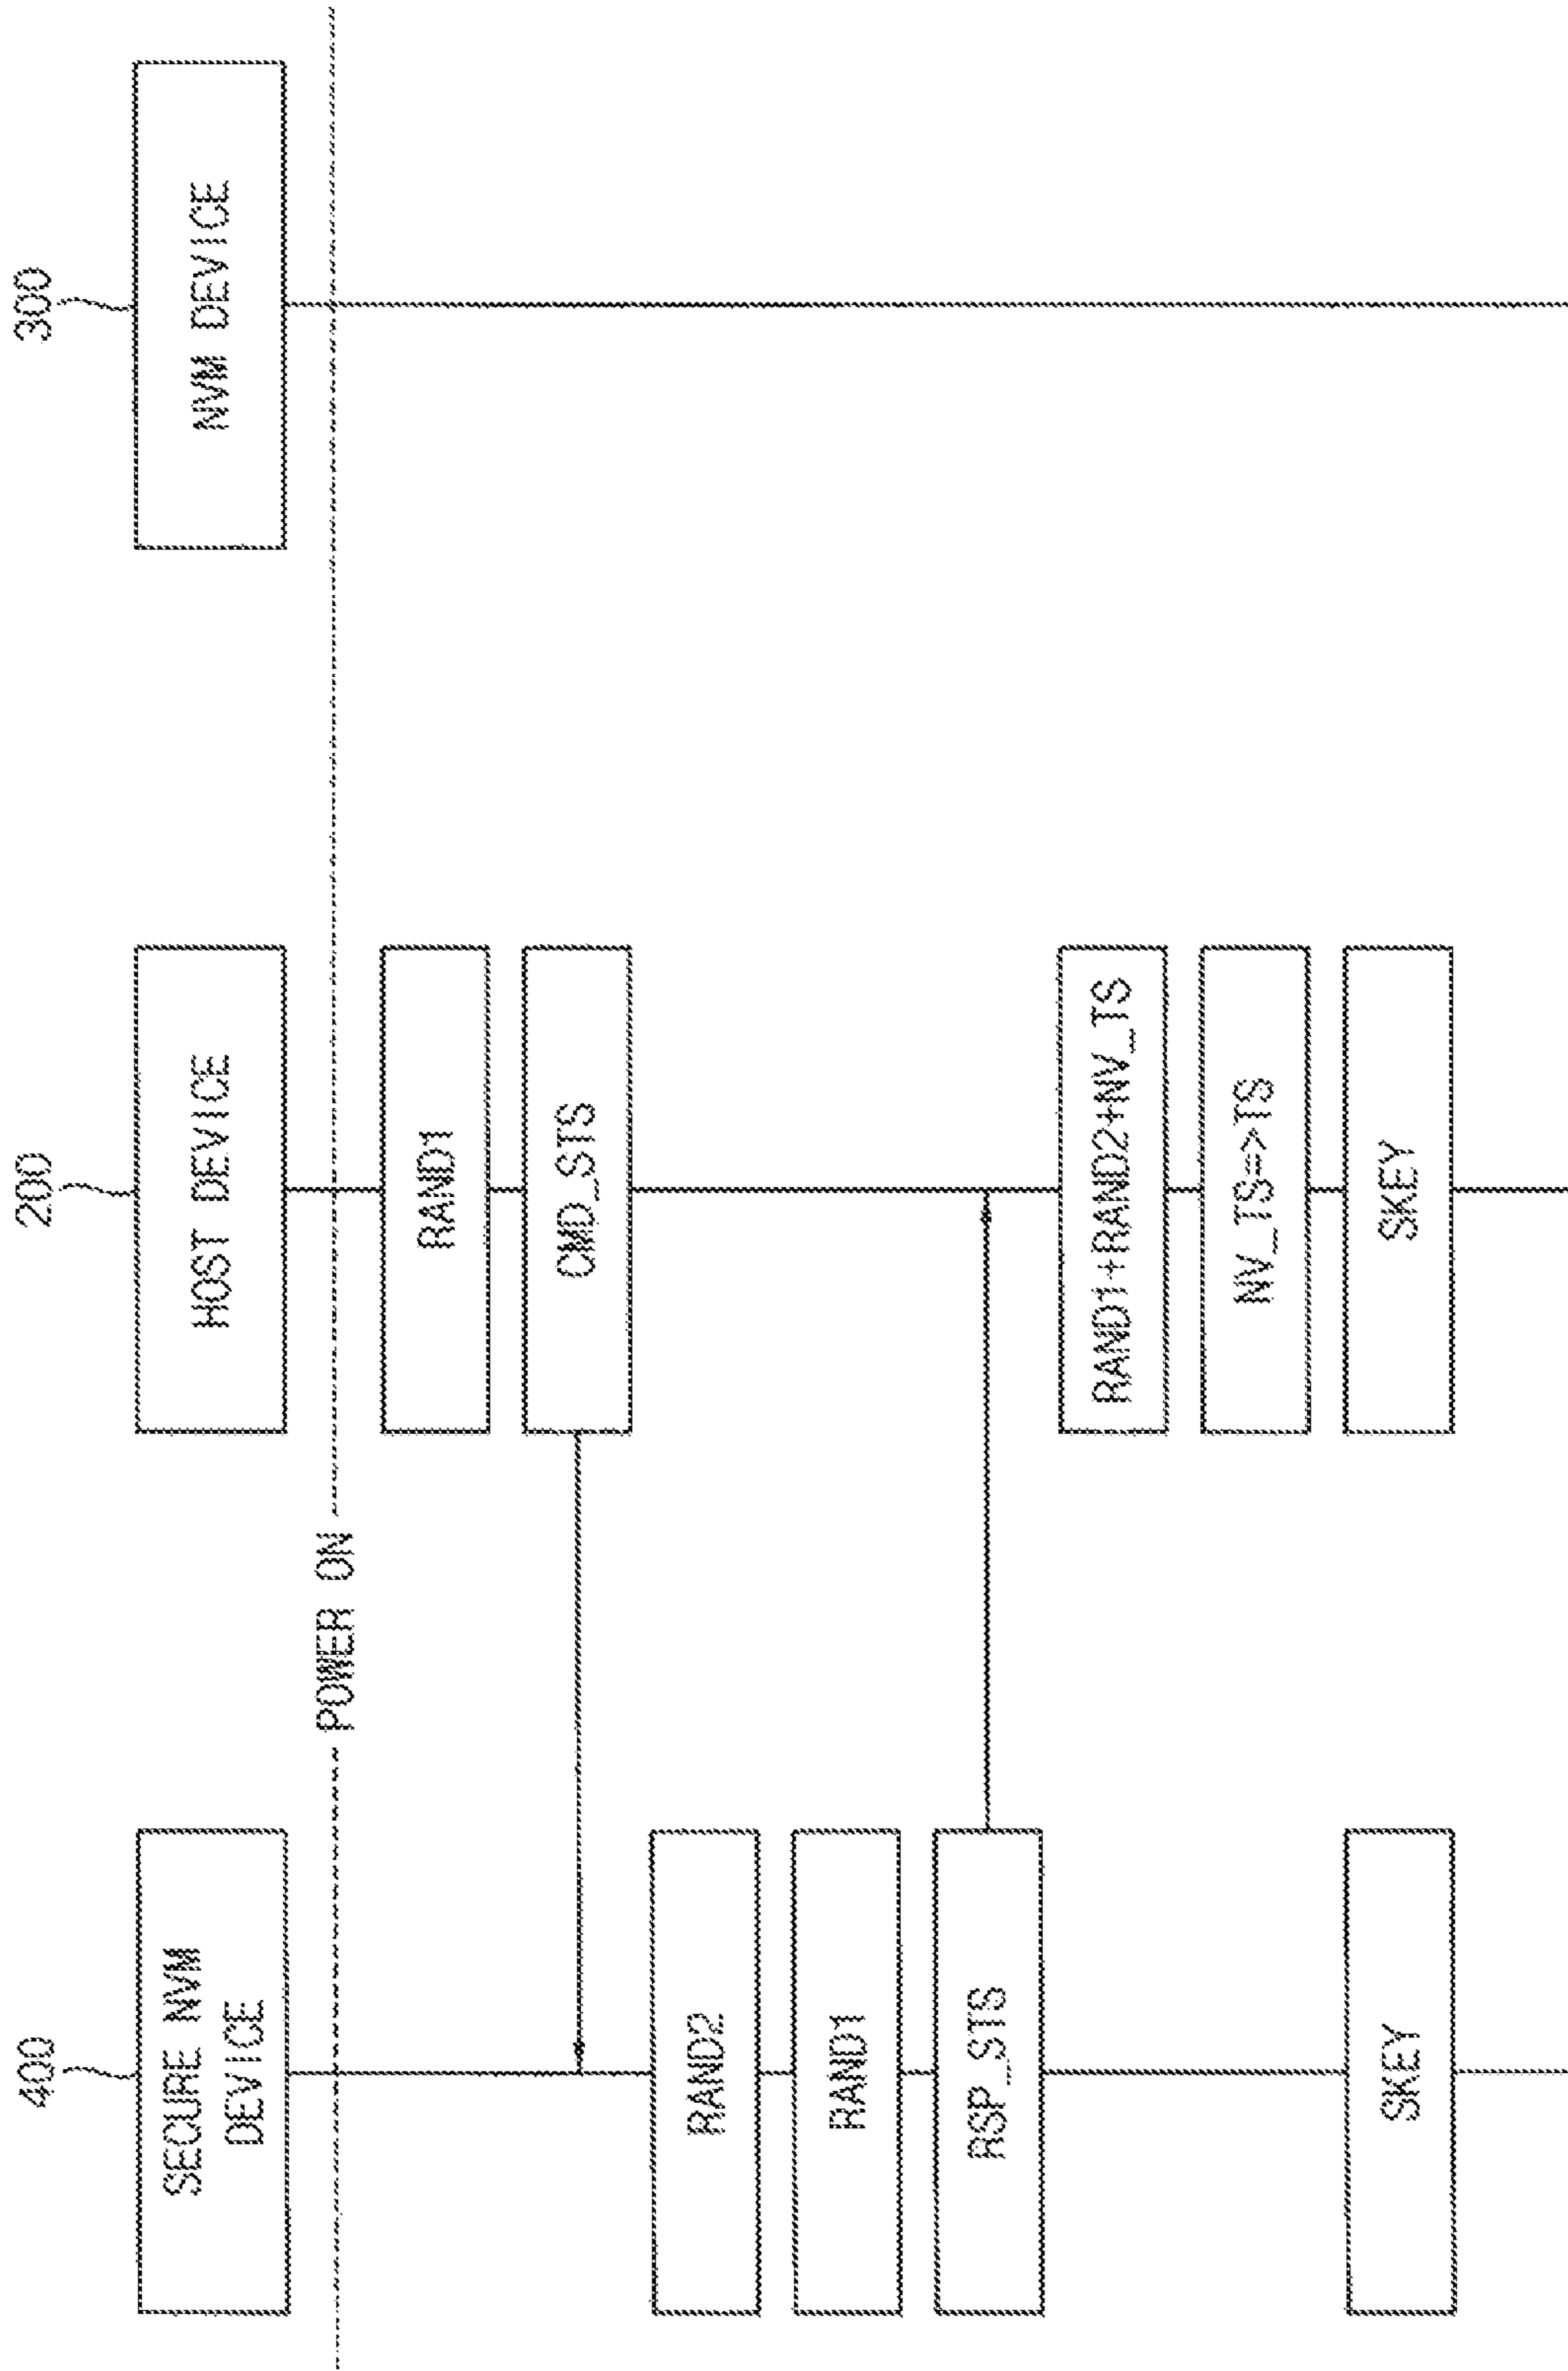 400
200
300
SECURE NVM
DEVICE
HOST DEVICE
NVM DEVICE
POWER ON
RAND1
CMD_STS
RAND2
RAND1
RSP_STS
RAND1+RAND2+NV_TS
NV_TS=>TS
SKEY
SKEY